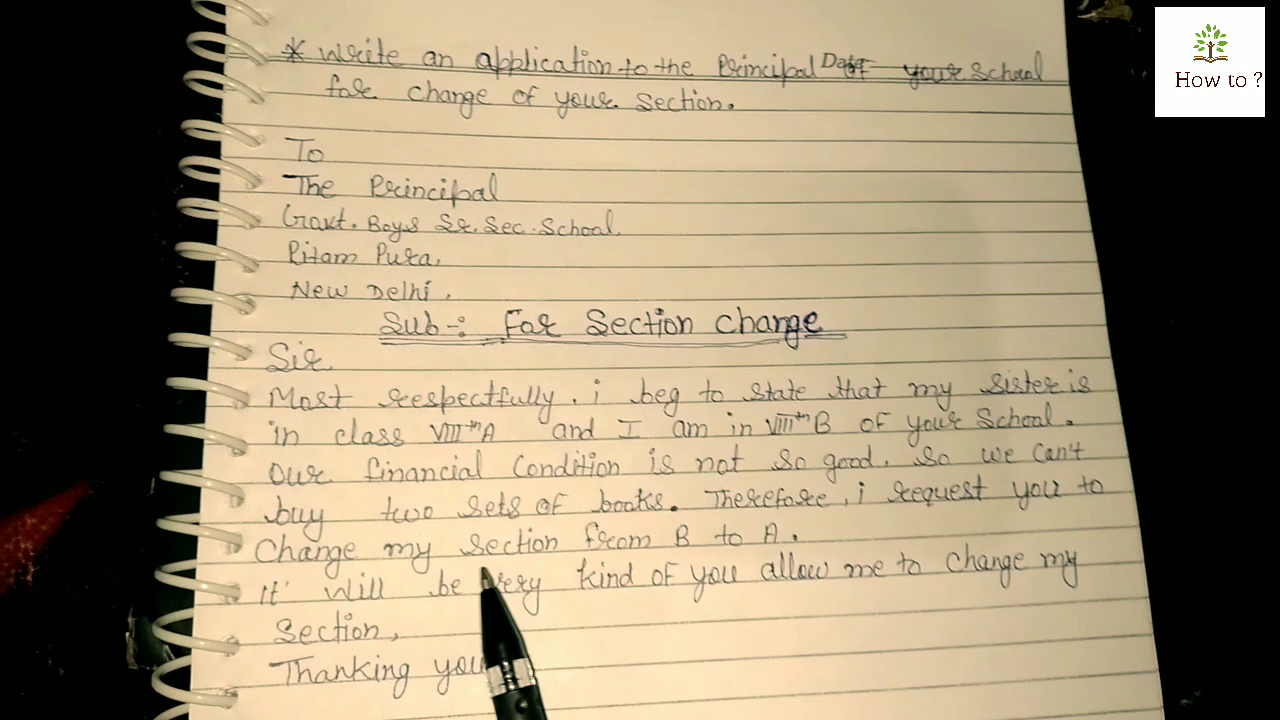 * Write an application to the Principal Date of your School
for change of your Section.
To
The Principal
Govt. Boys Sr. Sec. School,
Pitam Pura,
New Delhi,
Sub-: For Section Change
Sir
Most respectfully, i beg to state that my sister is
in class VIIIth A and I am in VIIIth B of your School.
Our financial Condition is not so good. So we can't
buy two sets of books. Therefore, i request you to
Change my section from B to A.
It will be very kind of you allow me to change my
Section,
Thanking you
How to ?